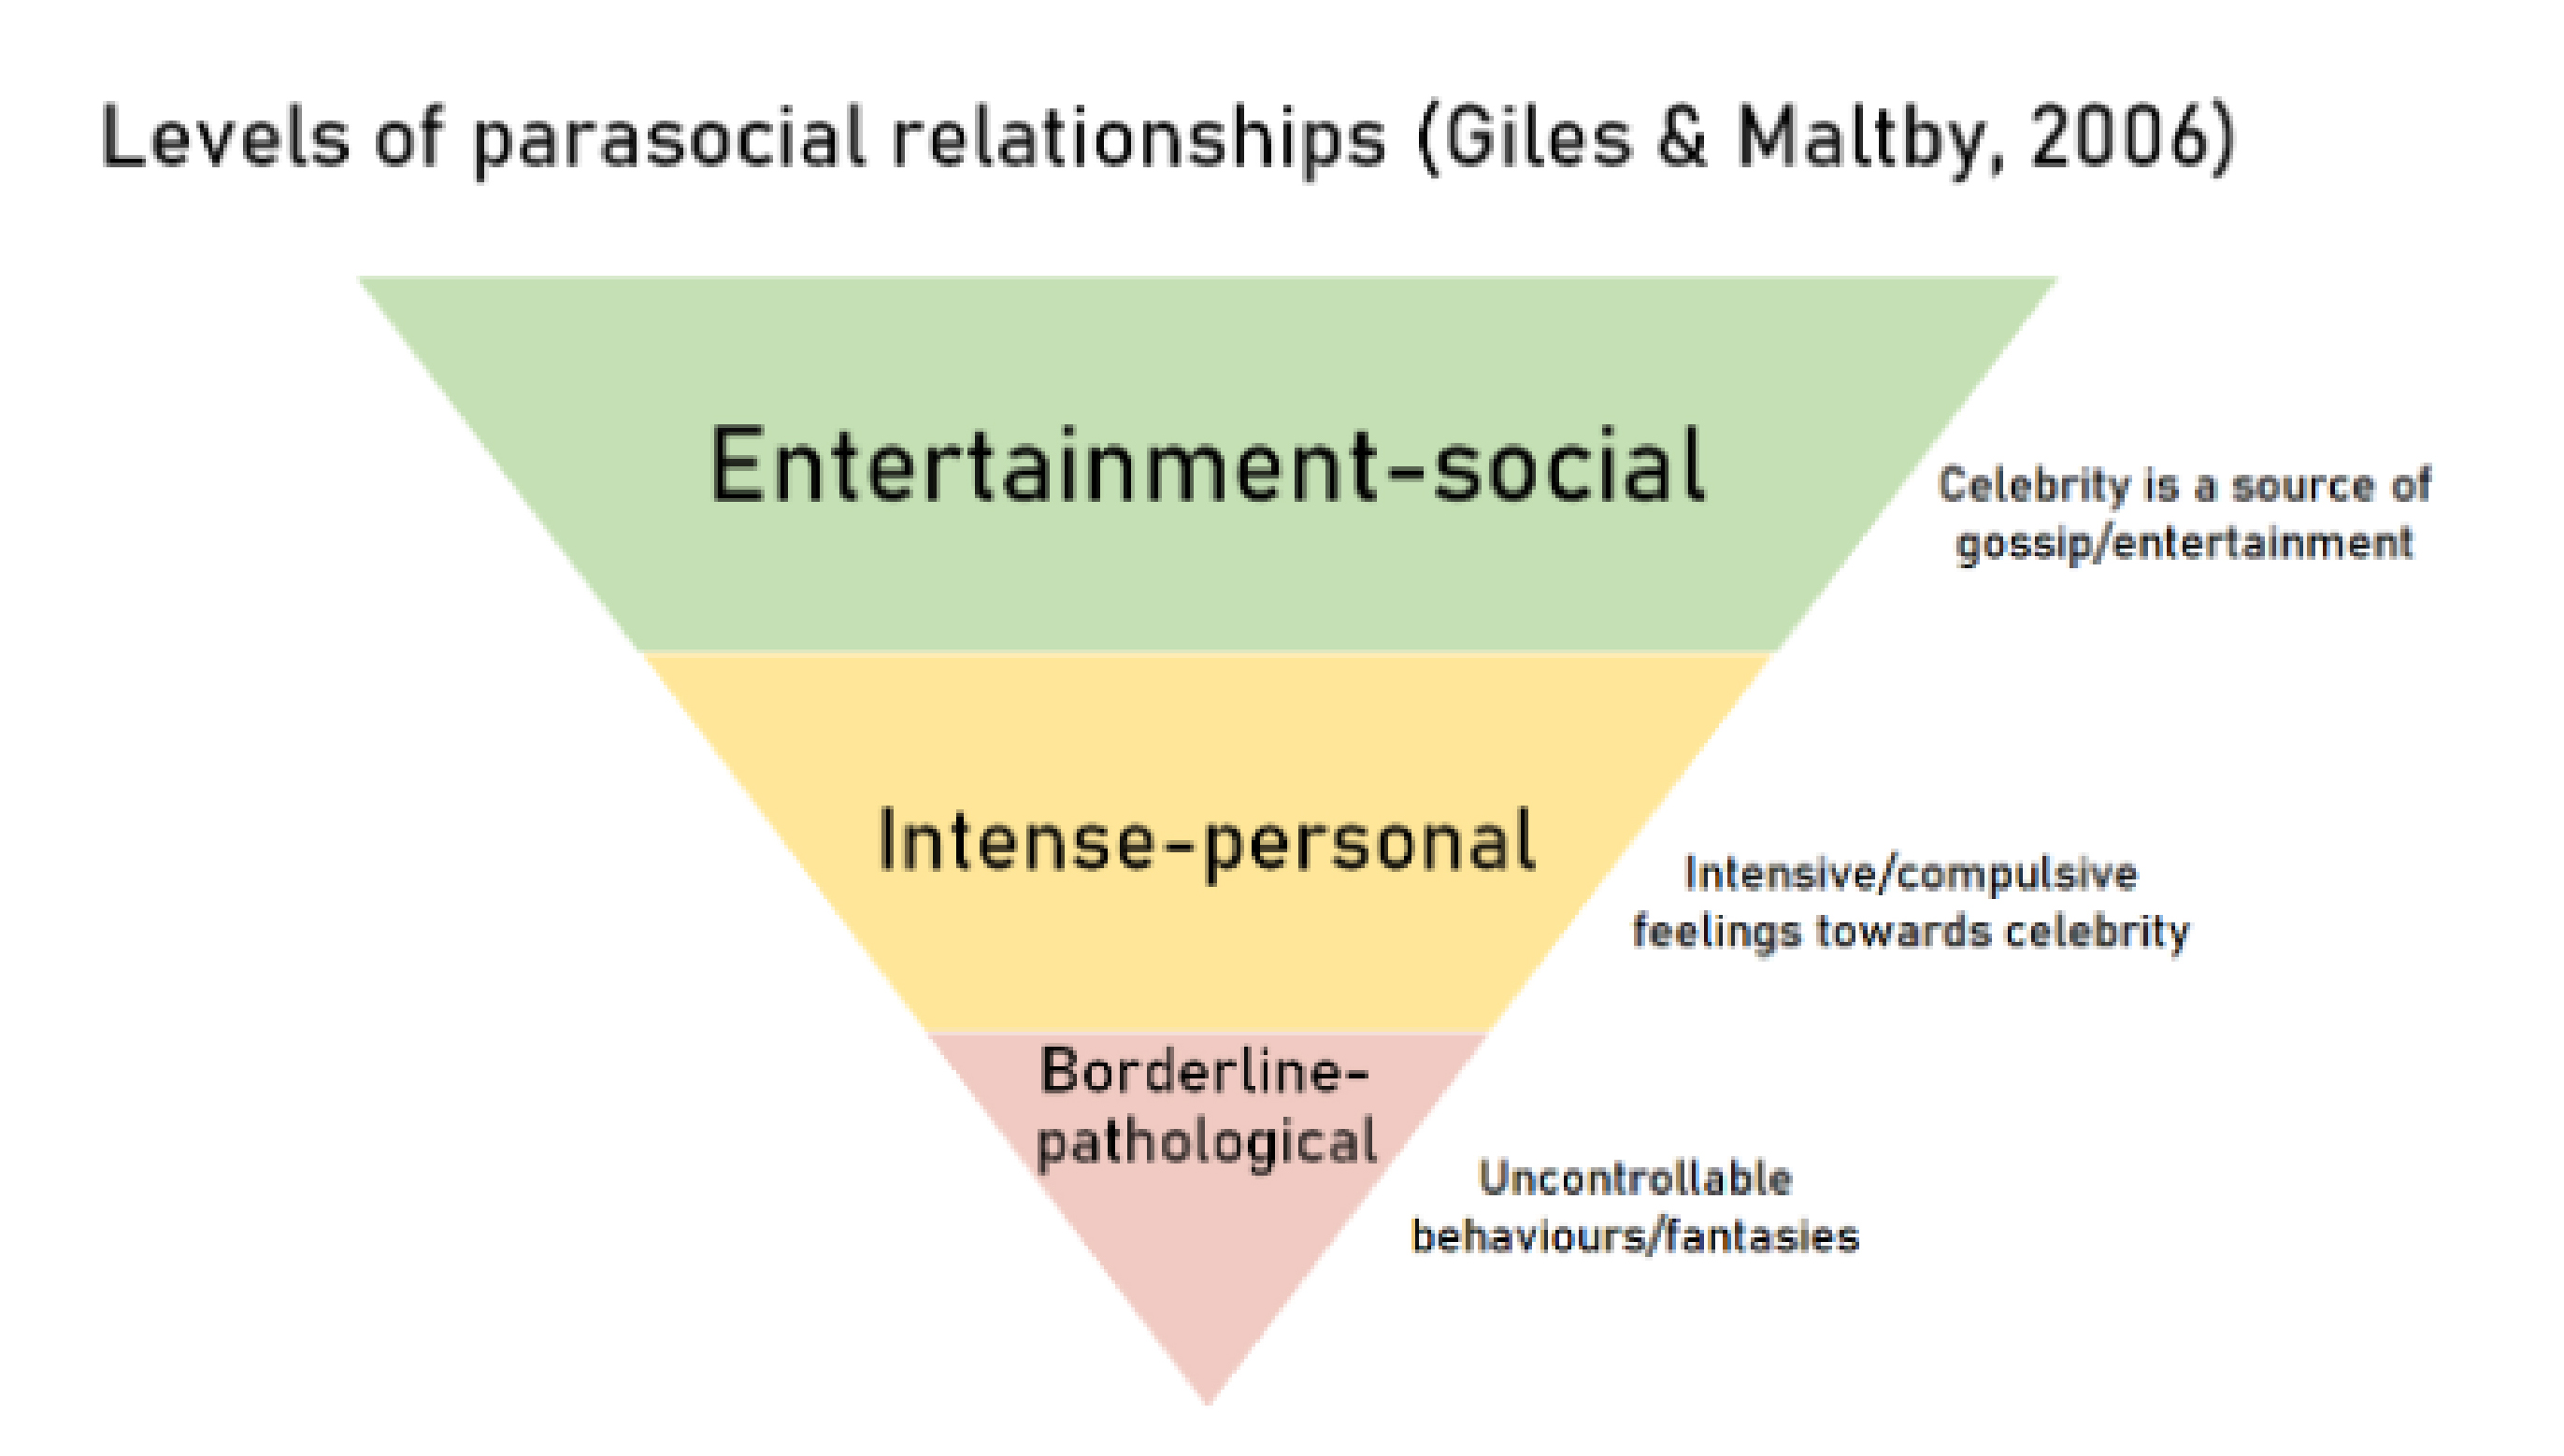 Levels of parasocial relationships (Giles & Maltby, 2006)
Entertainment-social
Celebrity is a source of
gossip/entertainment
Intense-personal
Intensive/compulsive
feelings towards celebrity
Borderline-
pathological
Uncontrollable
behaviours/fantasies